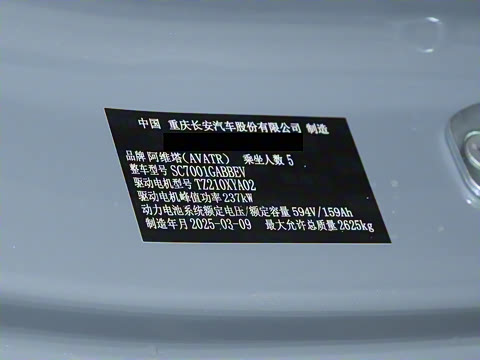 中国 重庆长安汽车股份有限公司 制造
品牌 阿维塔(AVATR) 乘坐人数 5
整车型号 SC7001GABBEV
驱动电机型号 TZ210XYA02
驱动电机峰值功率 237kW
动力电池系统额定电压/额定容量 594V/159Ah
制造年月 2025-03-09 最大允许总质量 2625kg